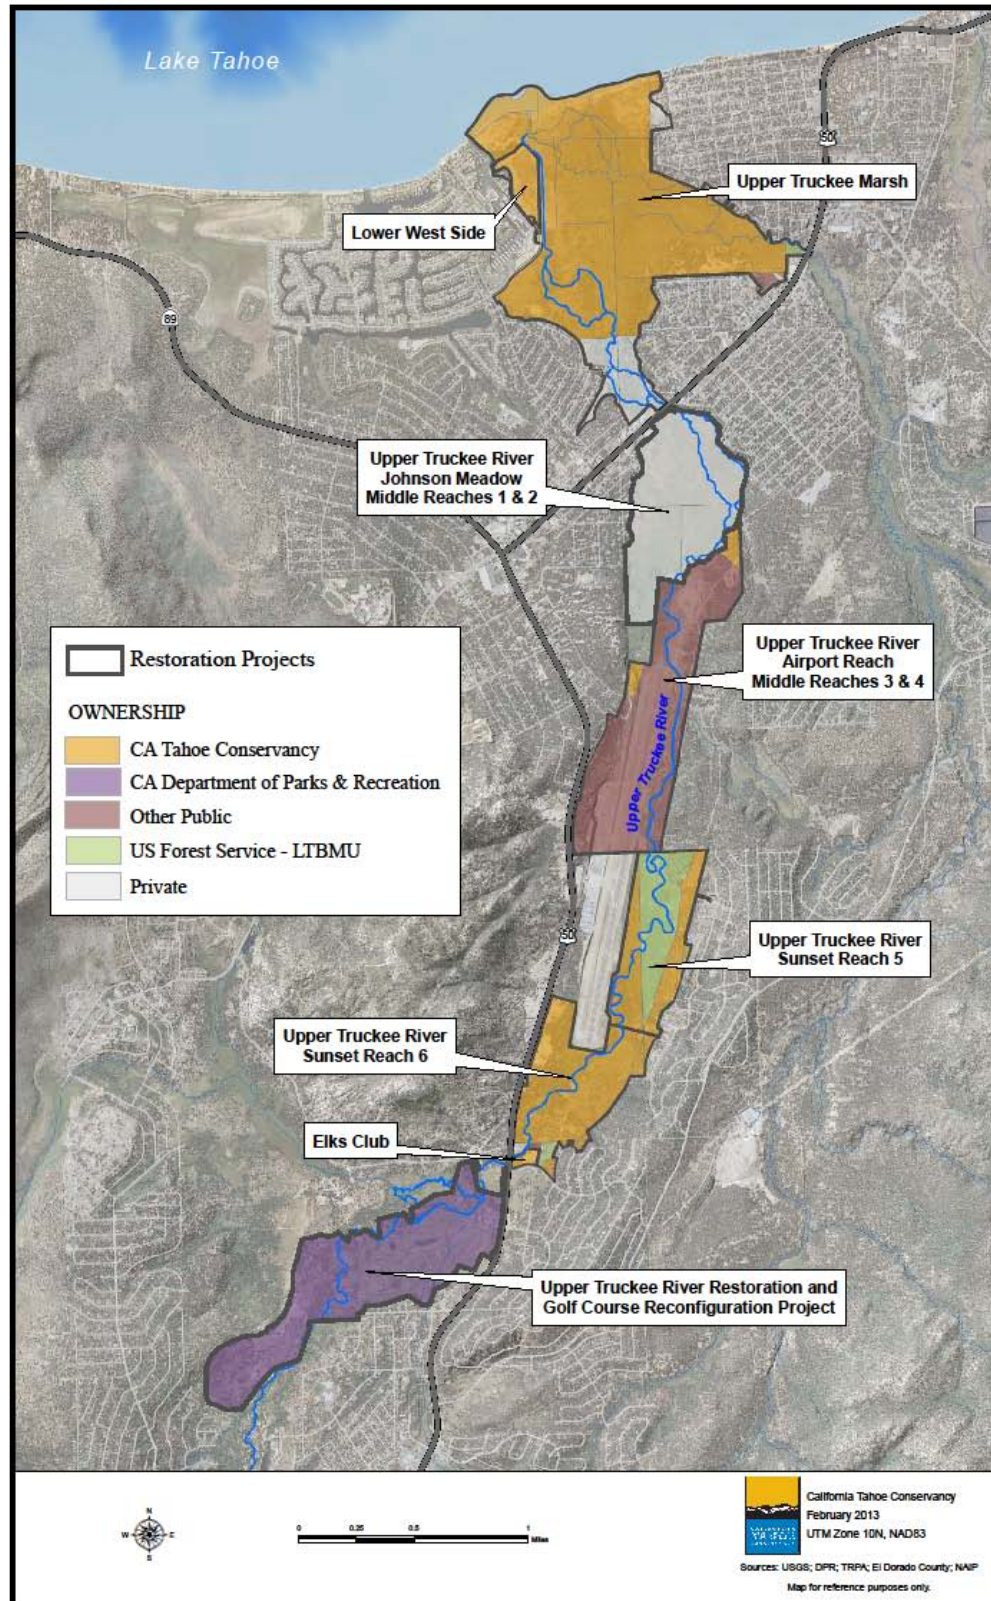 Lake Tahoe
50
Upper Truckee Marsh
Lower West Side
89
Upper Truckee River
Johnson Meadow
Middle Reaches 1 & 2
Restoration Projects
OWNERSHIP
CA Tahoe Conservancy
CA Department of Parks & Recreation
Other Public
US Forest Service - LTBMU
Private
Upper Truckee River
Airport Reach
Middle Reaches 3 & 4
Upper Truckee River
50
Upper Truckee River
Sunset Reach 5
Upper Truckee River
Sunset Reach 6
Elks Club
Upper Truckee River Restoration and
Golf Course Reconfiguration Project
N
W E
S
0 0.25 0.5 1
Miles
California Tahoe Conservancy
February 2013
UTM Zone 10N, NAD83
Sources: USGS; DPR; TRPA; El Dorado County; NAIP
Map for reference purposes only.